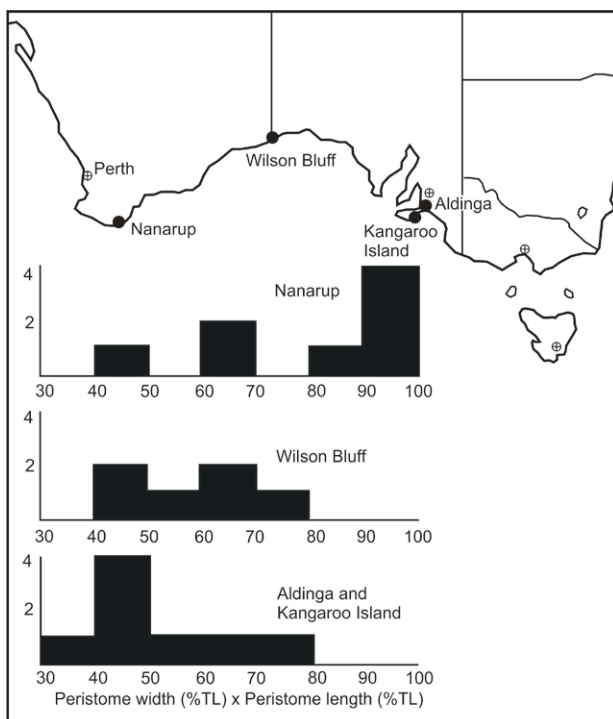 Perth
Wilson Bluff
Nanarup
Aldinga
Kangaroo
Island
Nanarup
4
2
30 40 50 60 70 80 90 100
Wilson Bluff
4
2
30 40 50 60 70 80 90 100
Aldinga and
Kangaroo Island
4
2
30 40 50 60 70 80 90 100
Peristome width (%TL) x Peristome length (%TL)